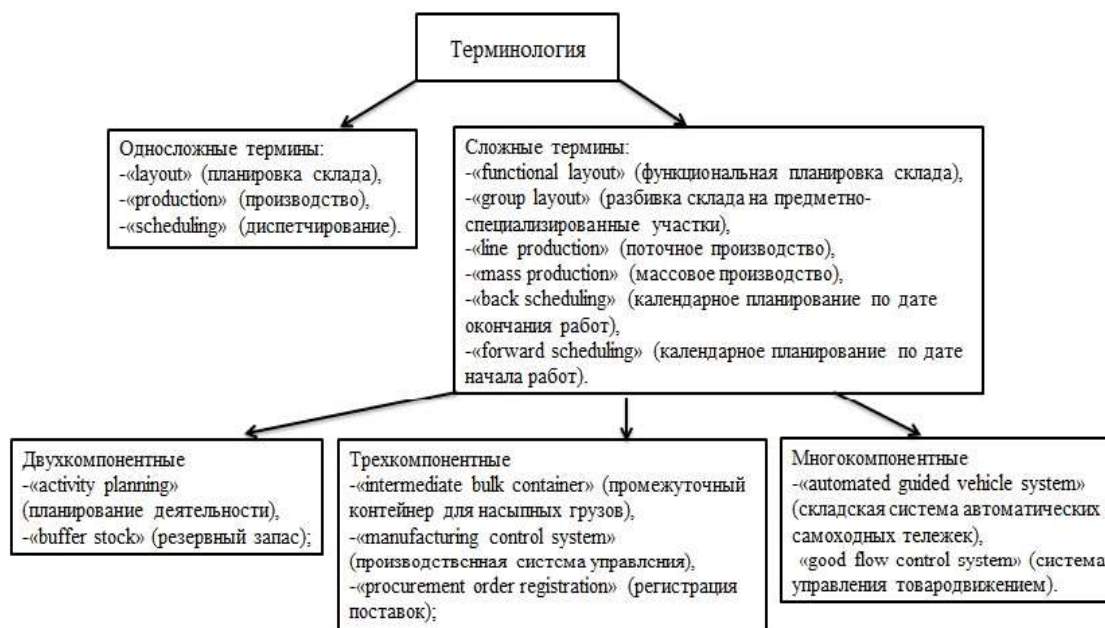 Терминология
Односложные термины:
-«layout» (планировка склада),
-«production» (производство),
-«scheduling» (диспетчирование).
Сложные термины:
-«functional layout» (функциональная планировка склада),
-«group layout» (разбивка склада на предметно-
специализированные участки),
-«line production» (поточное производство),
-«mass production» (массовое производство),
-«back scheduling» (календарное планирование по дате
окончания работ),
-«forward scheduling» (календарное планирование по дате
начала работ).
Двухкомпонентные
-«activity planning»
(планирование деятельности),
-«buffer stock» (резервный запас);
Трехкомпонентные
-«intermediate bulk container» (промежуточный
контейнер для насыпных грузов),
-«manufacturing control system»
(производственная система управления),
-«procurement order registration» (регистрация
поставок);
Многокомпонентные
-«automated guided vehicle system»
(складская система автоматических
самоходных тележек),
«good flow control system» (система
управления товародвижением).